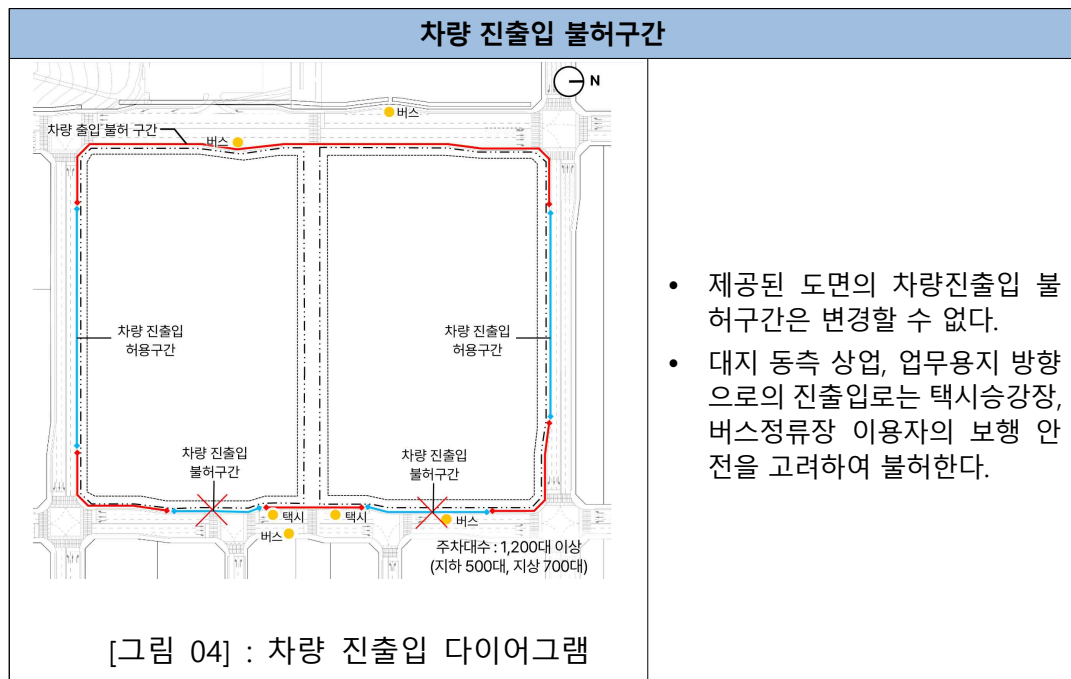 차량 진출입 불허구간
N
버스
차량 출입 불허 구간
버스
차량 진출입
허용구간
차량 진출입
허용구간
차량 진출입
불허구간
차량 진출입
불허구간
택시
택시
버스
버스
주차대수 : 1,200대 이상
(지하 500대, 지상 700대)
[그림 04] : 차량 진출입 다이어그램
• 제공된 도면의 차량진출입 불
허구간은 변경할 수 없다.
• 대지 동측 상업, 업무용지 방향
으로의 진출입로는 택시승강장,
버스정류장 이용자의 보행 안
전을 고려하여 불허한다.